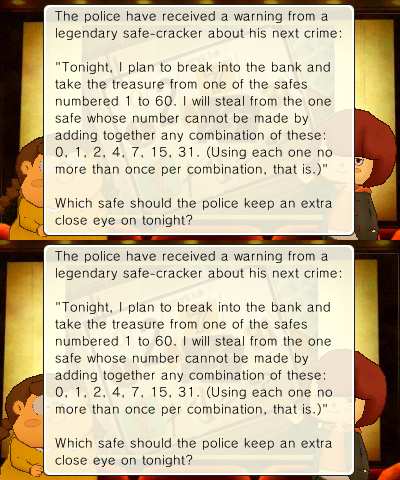 The police have received a warning from a
legendary safe-cracker about his next crime:
"Tonight, I plan to break into the bank and
take the treasure from one of the safes
numbered 1 to 60. I will steal from the one
safe whose number cannot be made by
adding together any combination of these:
0, 1, 2, 4, 7, 15, 31. (Using each one no
more than once per combination, that is.)"
Which safe should the police keep an extra
close eye on tonight?
The police have received a warning from a
legendary safe-cracker about his next crime:
"Tonight, I plan to break into the bank and
take the treasure from one of the safes
numbered 1 to 60. I will steal from the one
safe whose number cannot be made by
adding together any combination of these:
0, 1, 2, 4, 7, 15, 31. (Using each one no
more than once per combination, that is.)"
Which safe should the police keep an extra
close eye on tonight?